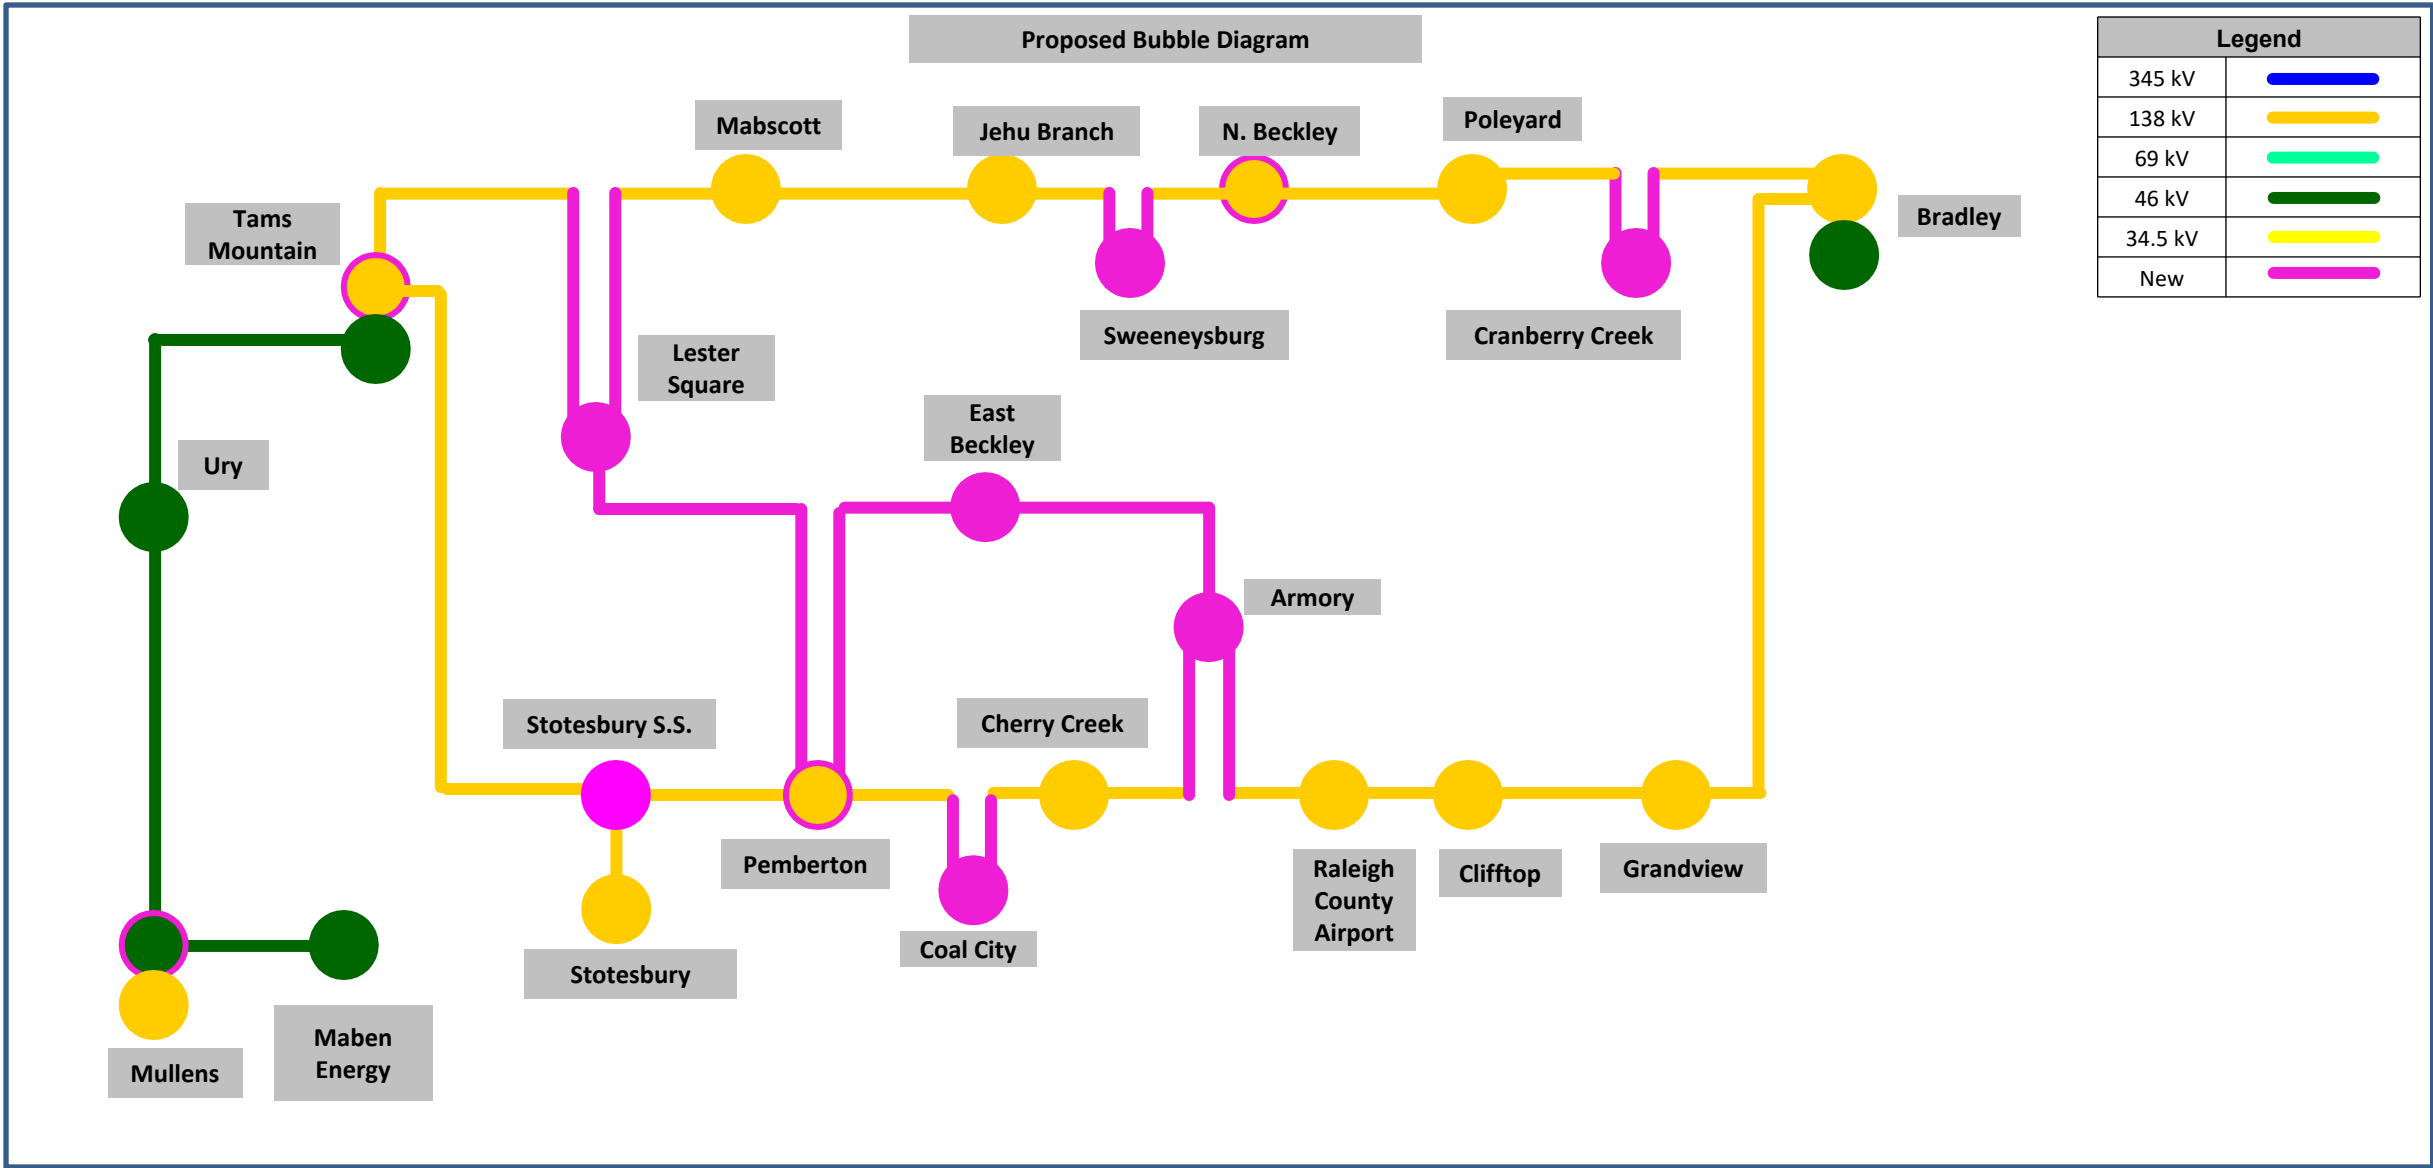 Proposed Bubble Diagram
Legend
345 kV
138 kV
69 kV
46 kV
34.5 kV
New
Mabscott
Jehu Branch
N. Beckley
Poleyard
Tams
Mountain
Bradley
Sweeneysburg
Cranberry Creek
Lester
Square
East
Beckley
Ury
Armory
Stotesbury S.S.
Cherry Creek
Pemberton
Raleigh
County
Airport
Clifftop
Grandview
Coal City
Stotesbury
Maben
Energy
Mullens